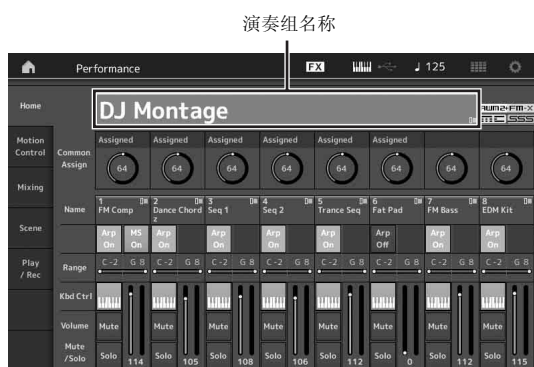 演奏组名称
Performance FX 125
Home DJ Montage AWM2+FM-X
MC SSS
Motion Control Common Assign Assigned Assigned Assigned Assigned Assigned Assigned
64 64 64 64 64 64 64 64
Mixing
Name 1 FM Comp 2 Dance Chord z 3 Seq 1 4 Seq 2 5 Trance Seq 6 Fat Pad 7 FM Bass 8 EDM Kit
Scene Arp On MS On Arp On Arp On Arp On Arp Off Arp On Arp On
Play / Rec Range C -2 G 8 C -2 G 8 C -2 G 8 C -2 G 8 C -2 G 8 C -2 G 8 C -2 G 8 C -2 G 8
Kbd Ctrl
Volume Mute Mute Mute Mute Mute Mute Mute Mute
Mute /Solo Solo 114 Solo 105 Solo 108 Solo 106 Solo 112 Solo 0 Solo 112 Solo 115